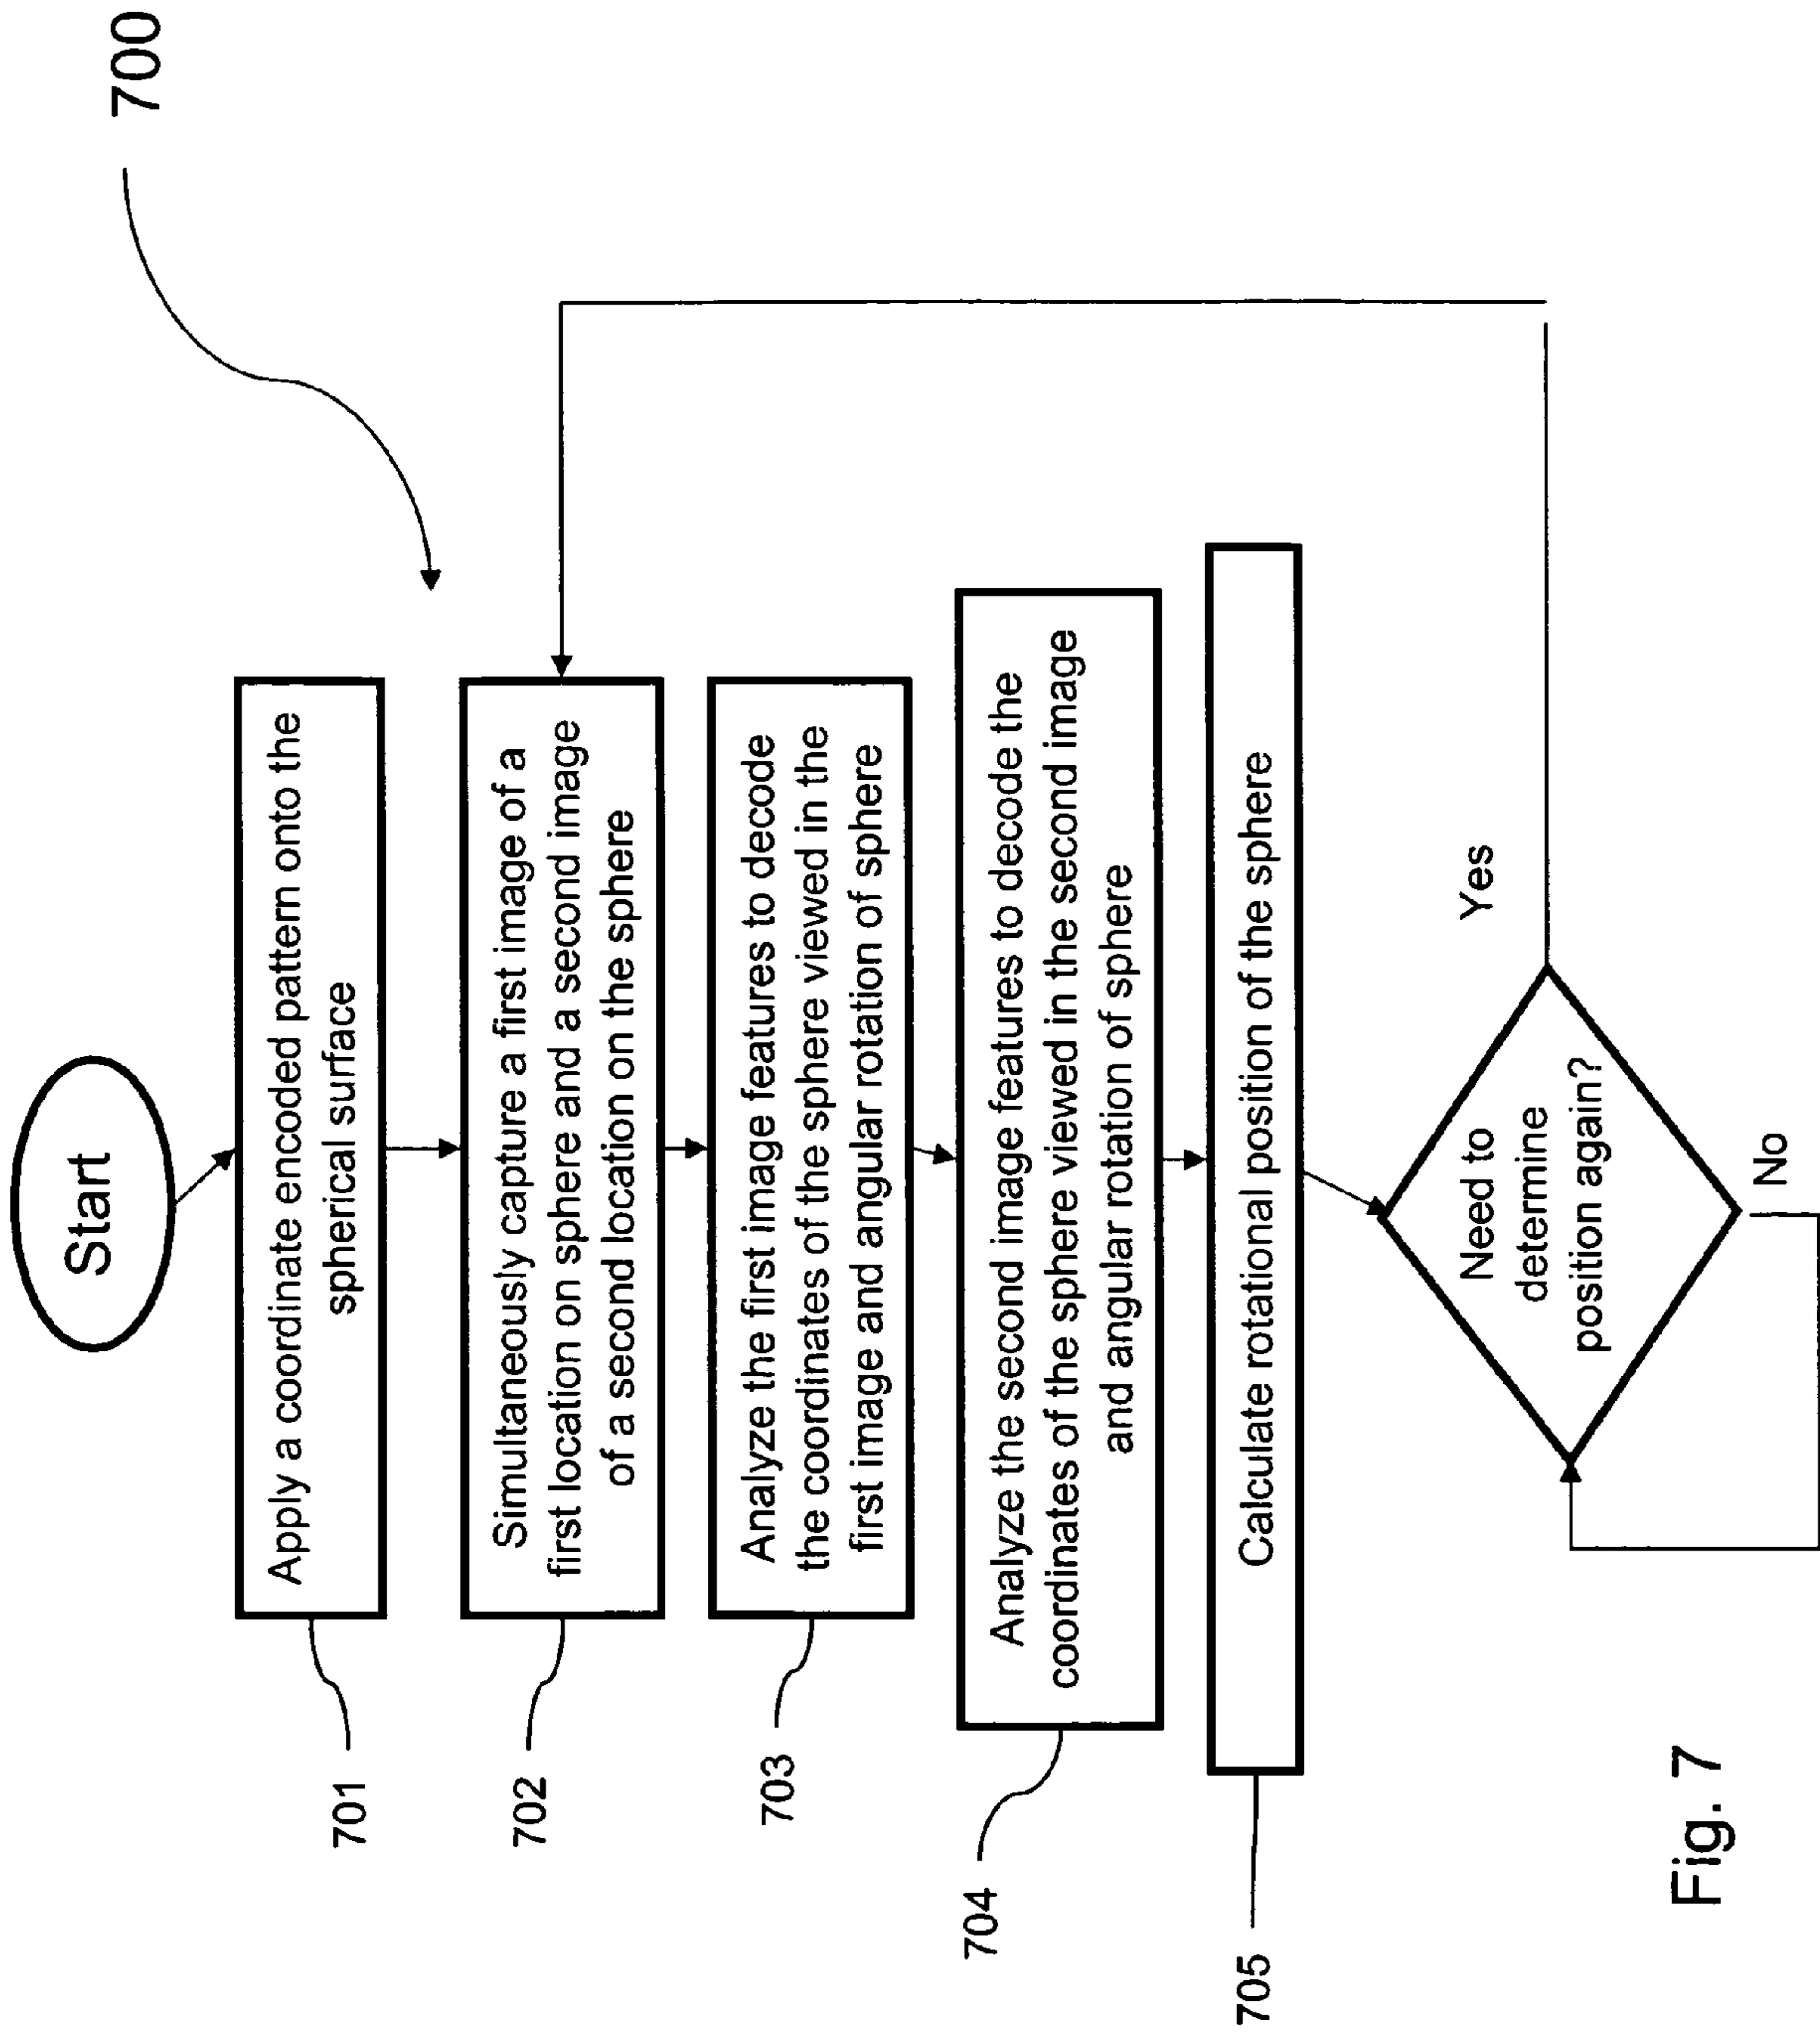 700
Start
701
Apply a coordinate encoded pattern onto the
spherical surface
702
Simultaneously capture a first image of a
first location on sphere and a second image
of a second location on the sphere
703
Analyze the first image features to decode
the coordinates of the sphere viewed in the
first image and angular rotation of sphere
704
Analyze the second image features to decode the
coordinates of the sphere viewed in the second image
and angular rotation of sphere
705
Calculate rotational position of the sphere
Need to
determine
position again?
Yes
No
Fig. 7